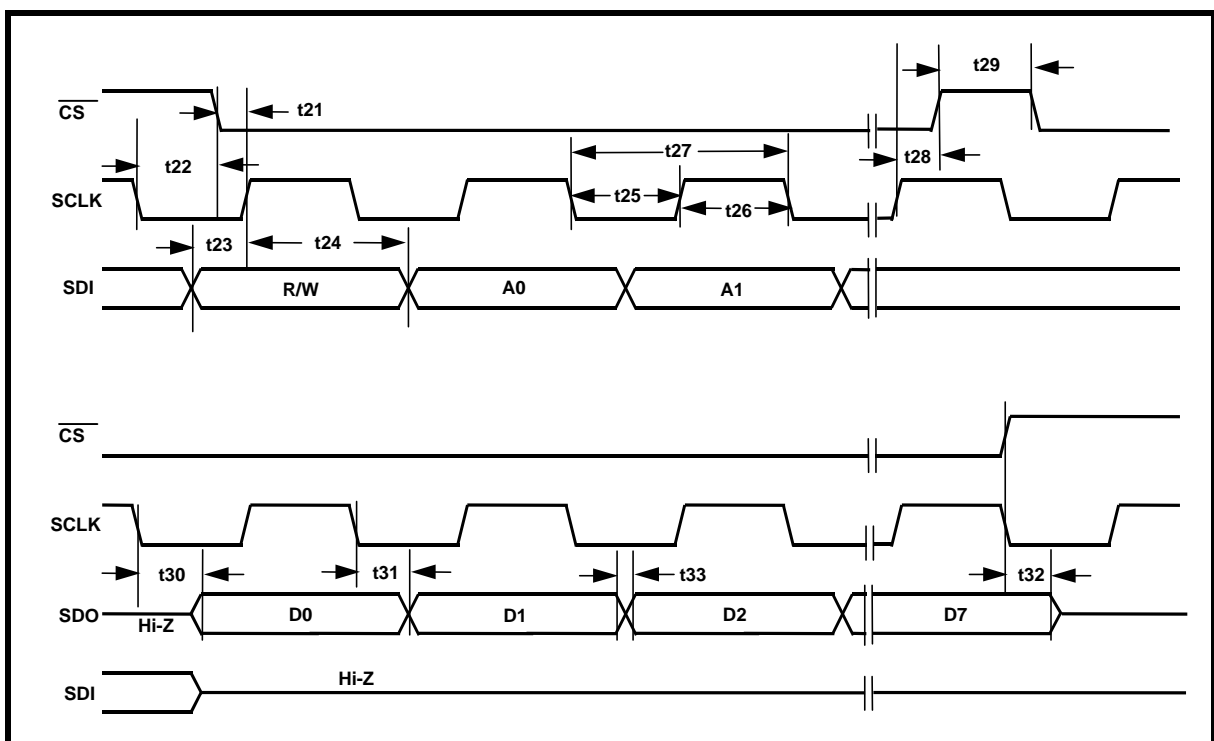 t29
CS
t21
t27
t22
t28
SCLK
t25
t26
t23
t24
SDI
R/W
A0
A1
CS
SCLK
t30
t31
t33
t32
SDO
Hi-Z
D0
D1
D2
D7
SDI
Hi-Z